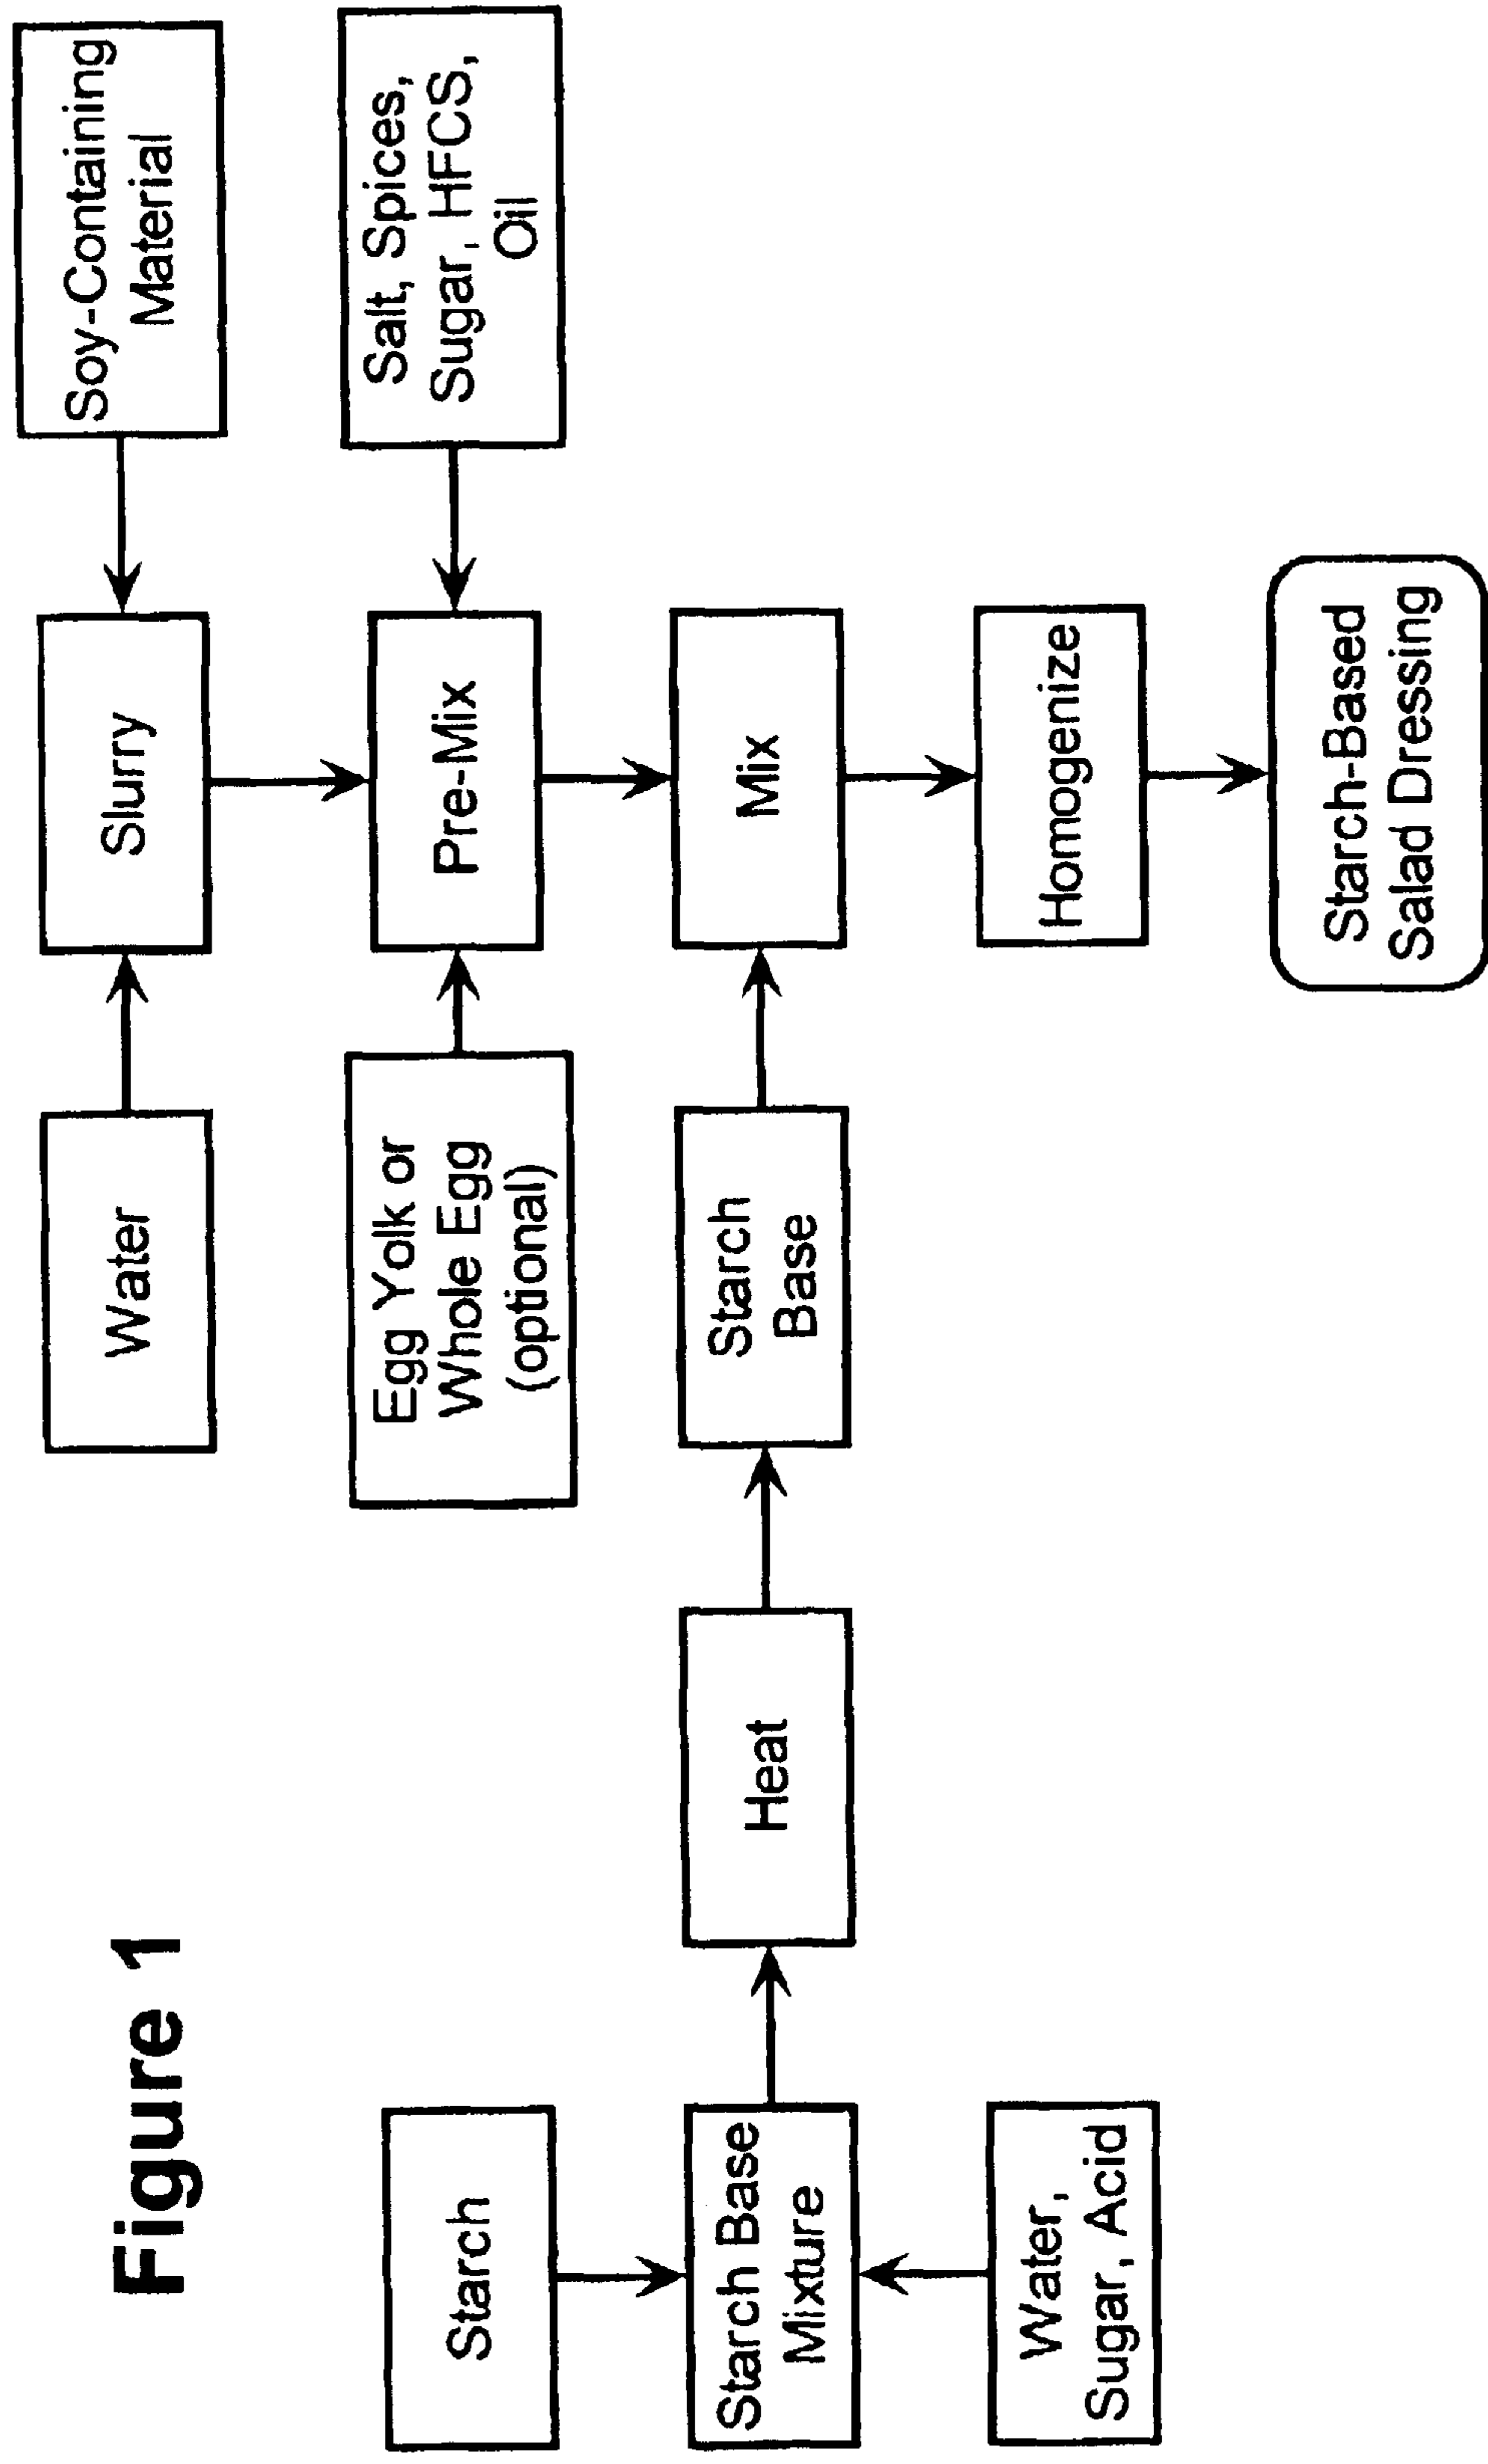 Figure 1
Water
Slurry
Soy-Containing
Material
Starch
Egg Yolk or
Whole Egg
(optional)
Pre-Mix
Salt, Spices,
Sugar, HFCS,
Oil
Starch Base
Mixture
Heat
Starch
Base
Mix
Water,
Sugar, Acid
Homogenize
Starch-Based
Salad Dressing